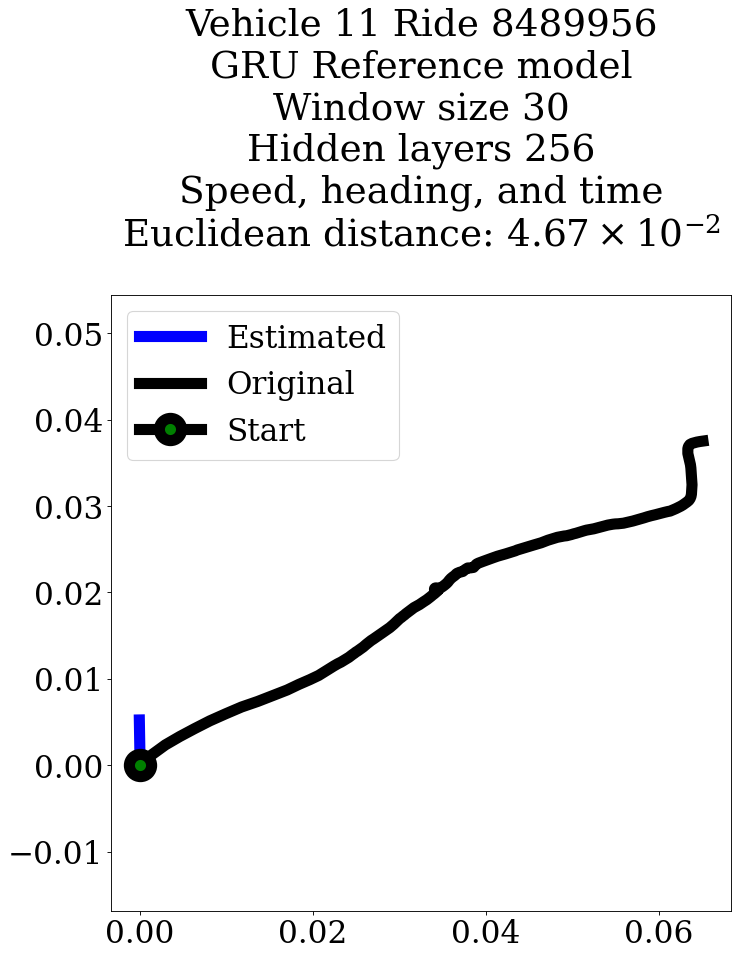 Vehicle 11 Ride 8489956
GRU Reference model
Window size 30
Hidden layers 256
Speed, heading, and time
Euclidean distance: 4.67 × 10⁻²
Estimated
Original
Start
0.05
0.04
0.03
0.02
0.01
0.00
−0.01
0.00 0.02 0.04 0.06